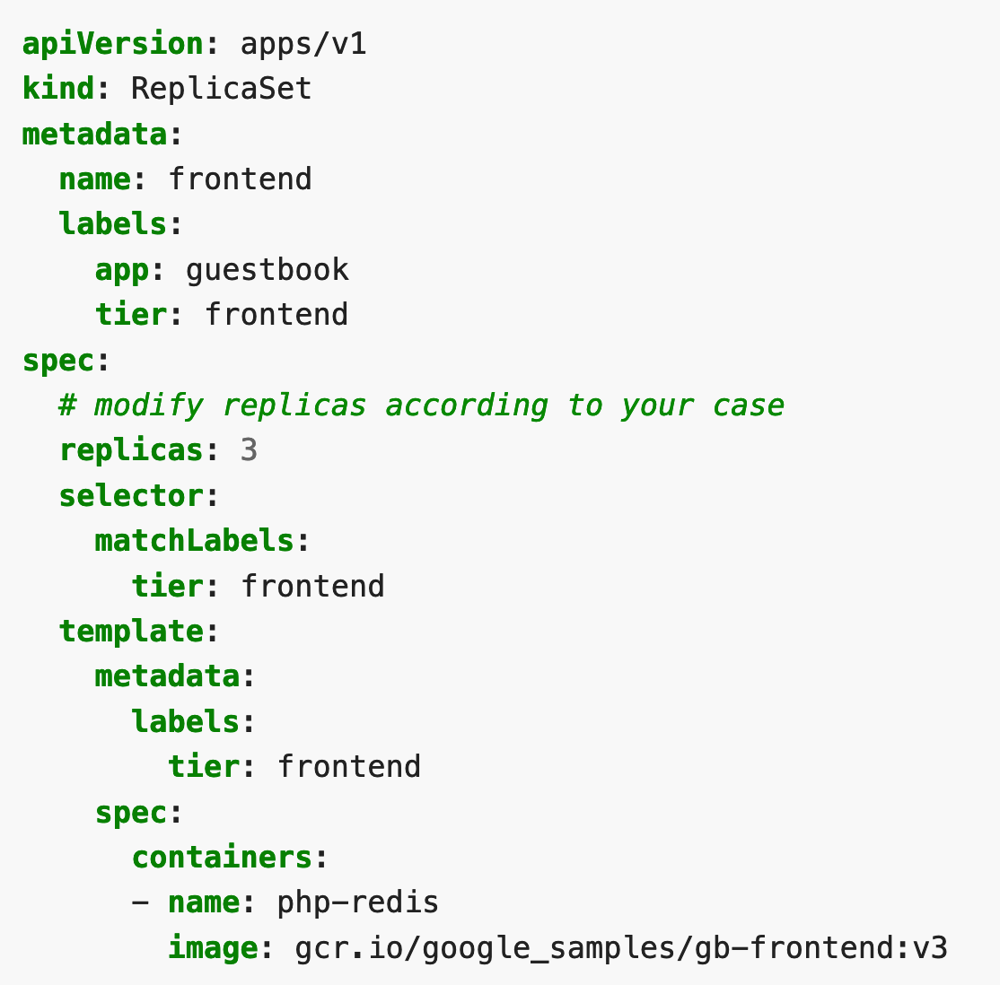 apiVersion: apps/v1
kind: ReplicaSet
metadata:
  name: frontend
  labels:
    app: guestbook
    tier: frontend
spec:
  # modify replicas according to your case
  replicas: 3
  selector:
    matchLabels:
      tier: frontend
  template:
    metadata:
      labels:
        tier: frontend
    spec:
      containers:
      - name: php-redis
        image: gcr.io/google_samples/gb-frontend:v3